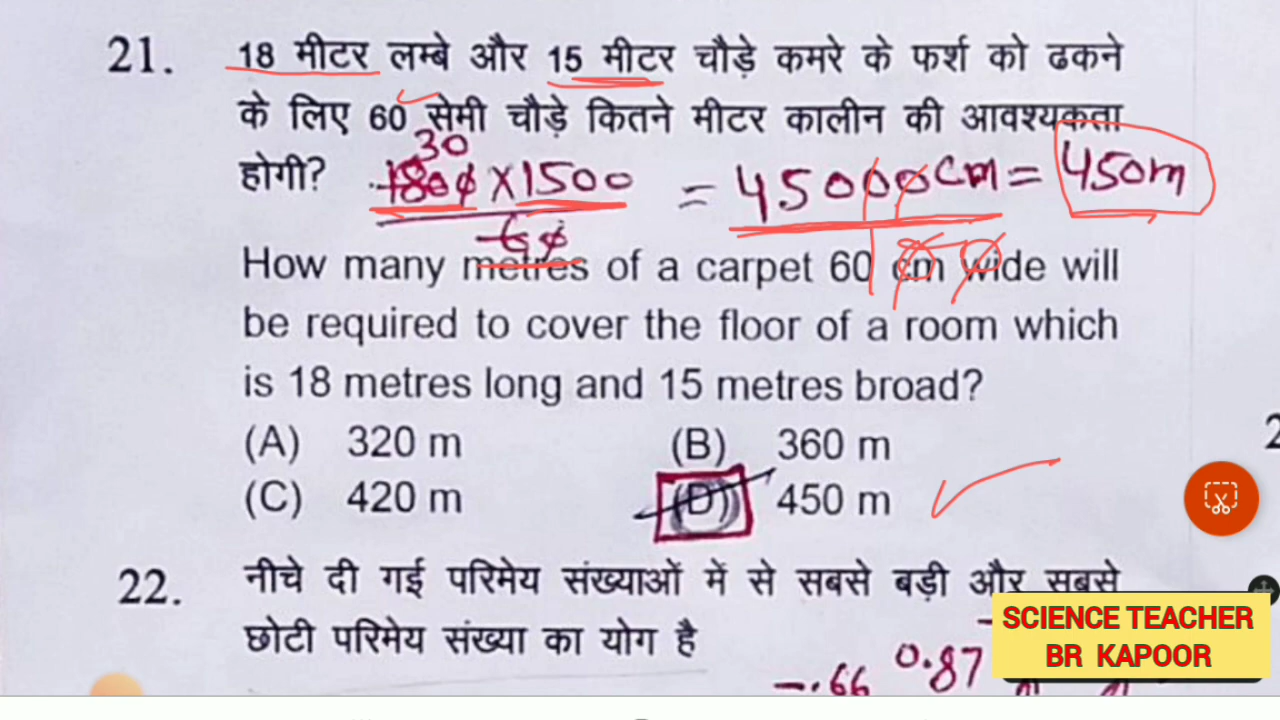 21. 18 मीटर लम्बे और 15 मीटर चौड़े कमरे के फर्श को ढकने
के लिए 60 सेमी चौड़े कितने मीटर कालीन की आवश्यकता
होगी?
30
1800 X 1500 = 45000 cm = 450m
60
How many metres of a carpet 60 cm wide will
be required to cover the floor of a room which
is 18 metres long and 15 metres broad?
(A) 320 m (B) 360 m
(C) 420 m (D) 450 m
22. नीचे दी गई परिमेय संख्याओं में से सबसे बड़ी और सबसे
छोटी परिमेय संख्या का योग है
-.66 0.87
SCIENCE TEACHER
BR KAPOOR